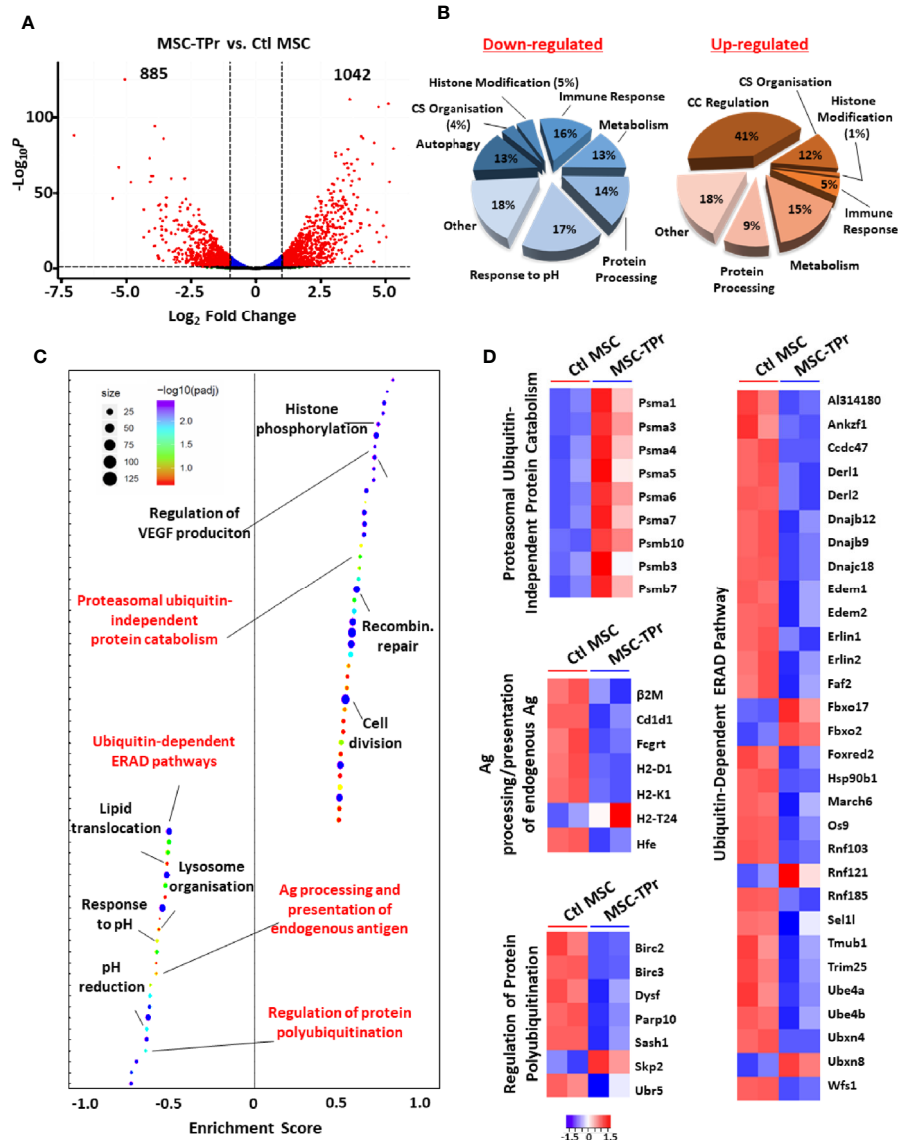 A
MSC-TPr vs. Ctl MSC
885
1042
100
50
0
-Log10P
-7.5
-5.0
-2.5
0
2.5
5.0
Log2 Fold Change
B
Down-regulated
Histone Modification (5%)
CS Organisation
(4%)
Autophagy
Immune Response
Metabolism
16%
13%
13%
14%
18%
17%
Other
Response to pH
Protein
Processing
Up-regulated
CS Organisation
CC Regulation
Histone
Modification
(1%)
41%
12%
5%
18%
15%
9%
Immune
Response
Other
Metabolism
Protein
Processing
C
size
25
50
75
100
125
−log10(padj)
2.0
1.0
Histone
phosphorylation
Regulation of
VEGF produciton
Proteasomal ubiquitin-
independent
protein catabolism
Recombin.
repair
Cell
division
Ubiquitin-dependent
ERAD pathways
Lipid
translocation
Lysosome
organisation
Response
to pH
Ag processing and
presentation of
endogenous antigen
pH
reduction
Regulation of protein
polyubiquitination
-1.0
-0.5
0
0.5
1.0
Enrichment Score
D
Ctl MSC
MSC-TPr
Proteasomal Ubiquitin-
Independent Protein Catabolism
Psma1
Psma3
Psma4
Psma5
Psma6
Psma7
Psmb10
Psmb3
Psmb7
Ctl MSC
MSC-TPr
Ag
processing/presentation
of endogenous Ag
β2M
Cd1d1
Fcgrt
H2-D1
H2-K1
H2-T24
Hfe
Ctl MSC
MSC-TPr
Regulation of Protein
Polyubiquitination
Birc2
Birc3
Dysf
Parp10
Sash1
Skp2
Ubr5
-1.5
0
1.5
Ctl MSC
MSC-TPr
Ubiquitin-Dependent ERAD Pathway
AI314180
Ankzf1
Ccdc47
Derl1
Derl2
Dnajb12
Dnajb9
Dnajc18
Edem1
Edem2
Erlin1
Erlin2
Faf2
Fbxo17
Fbxo2
Foxred2
Hsp90b1
March6
Os9
Rnf103
Rnf121
Rnf185
Sel1l
Tmub1
Trim25
Ube4a
Ube4b
Ubxn4
Ubxn8
Wfs1